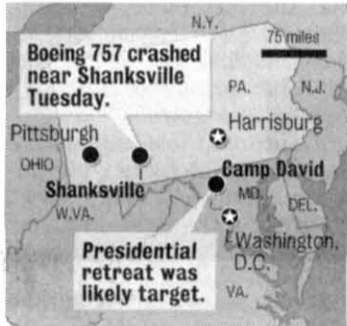 N.Y.
75 miles
Boeing 757 crashed
near Shanksville
Tuesday.
PA.
N.J.
Pittsburgh
Harrisburg
OHIO
Camp David
Shanksville
MD.
DEL.
W.VA.
Washington,
D.C.
Presidential
retreat was
likely target.
VA.